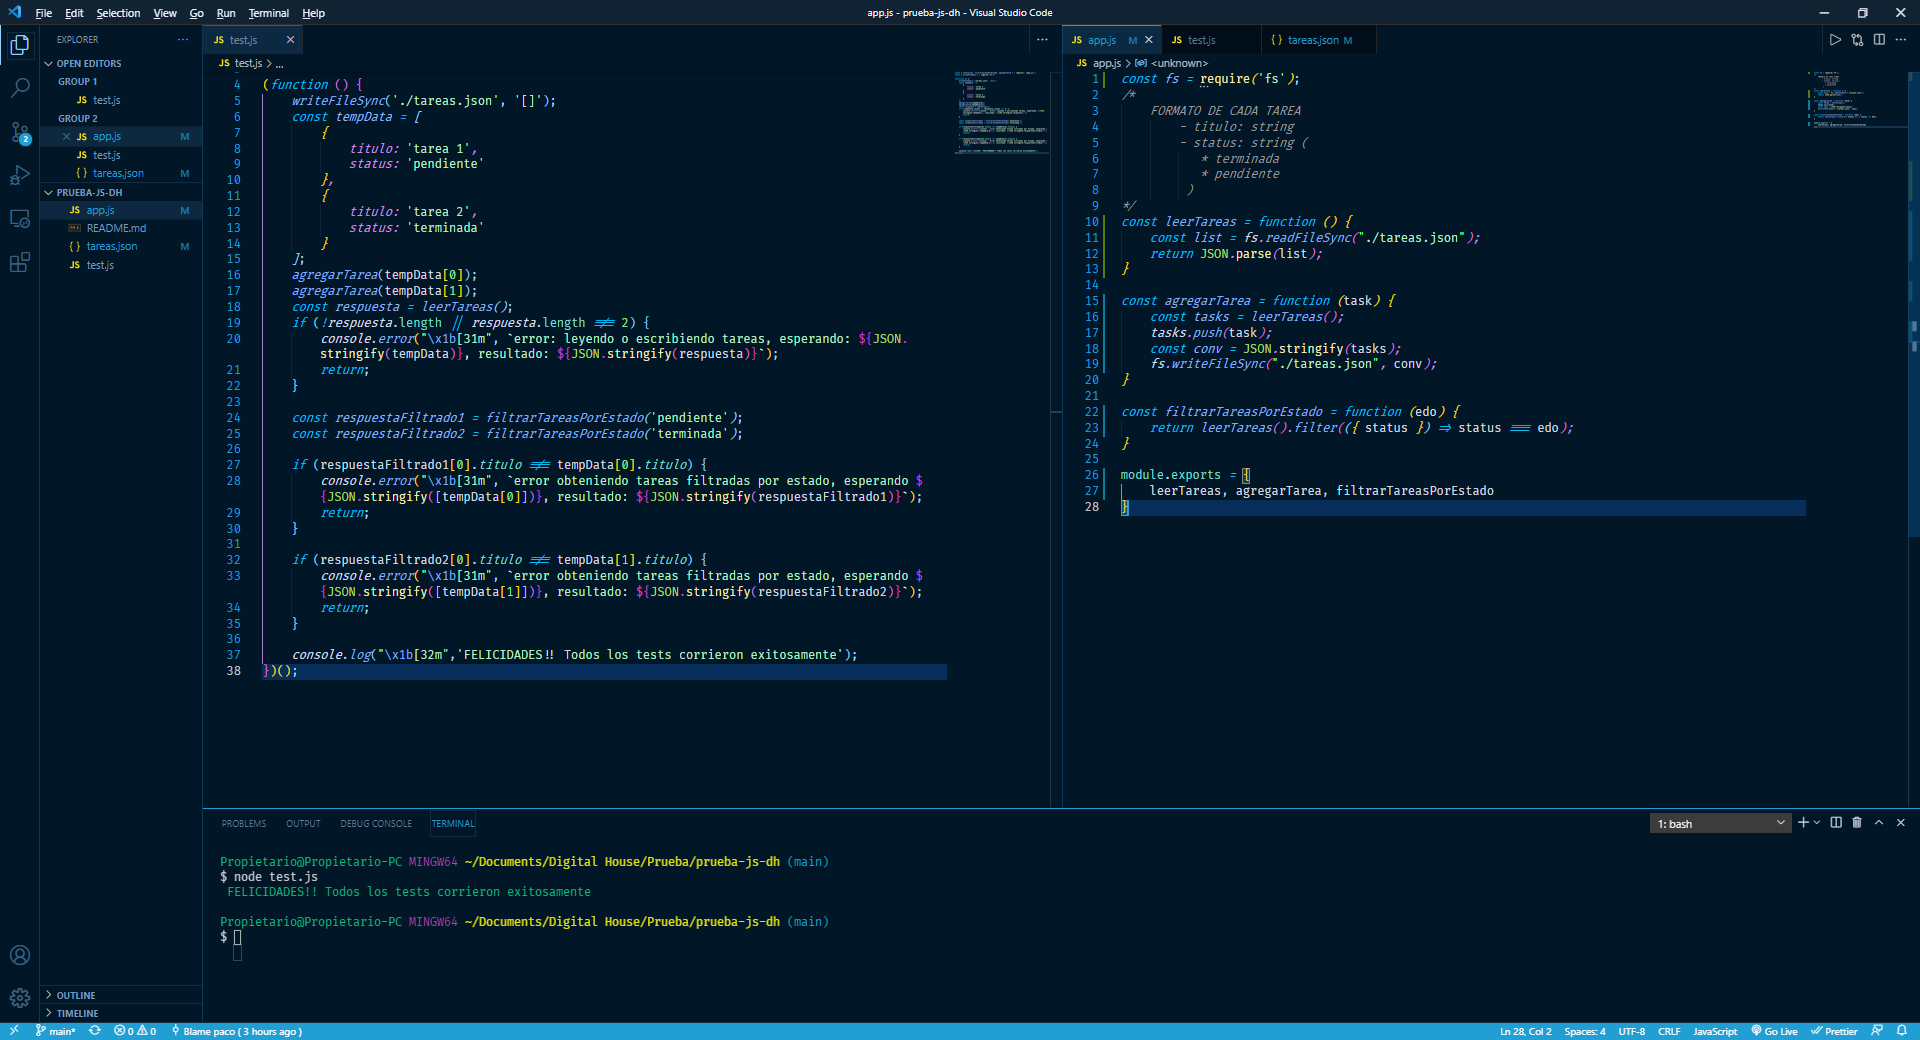 File Edit Selection View Go Run Terminal Help
app.js - prueba-js-dh - Visual Studio Code
EXPLORER
OPEN EDITORS
GROUP 1
JS test.js
GROUP 2
JS app.js M
JS test.js
{} tareas.json M
PRUEBA-JS-DH
JS app.js M
README.md
{} tareas.json M
JS test.js
OUTLINE
TIMELINE
2
JS test.js
JS test.js > ...
4 (function () {
5 writeFileSync('./tareas.json', '[]');
6 const tempData = [
7 {
8 titulo: 'tarea 1',
9 status: 'pendiente'
10 },
11 {
12 titulo: 'tarea 2',
13 status: 'terminada'
14 }
15 ];
16 agregarTarea(tempData[0]);
17 agregarTarea(tempData[1]);
18 const respuesta = leerTareas();
19 if (!respuesta.length || respuesta.length !== 2) {
20 console.error("\x1b[31m", `error: leyendo o escribiendo tareas, esperando: ${JSON.
stringify(tempData)}, resultado: ${JSON.stringify(respuesta)}`);
21 return;
22 }
23
24 const respuestaFiltrado1 = filtrarTareasPorEstado('pendiente');
25 const respuestaFiltrado2 = filtrarTareasPorEstado('terminada');
26
27 if (respuestaFiltrado1[0].titulo !== tempData[0].titulo) {
28 console.error("\x1b[31m", `error obteniendo tareas filtradas por estado, esperando $
{JSON.stringify([tempData[0]])}, resultado: ${JSON.stringify(respuestaFiltrado1)}`);
29 return;
30 }
31
32 if (respuestaFiltrado2[0].titulo !== tempData[1].titulo) {
33 console.error("\x1b[31m", `error obteniendo tareas filtradas por estado, esperando $
{JSON.stringify([tempData[1]])}, resultado: ${JSON.stringify(respuestaFiltrado2)}`);
34 return;
35 }
36
37 console.log("\x1b[32m",'FELICIDADES!! Todos los tests corrieron exitosamente');
38 })();
JS app.js M JS test.js {} tareas.json M
JS app.js > <unknown>
1 const fs = require('fs');
2 /*
3 FORMATO DE CADA TAREA
4 - titulo: string
5 - status: string (
6 * terminada
7 * pendiente
8 )
9 */
10 const leerTareas = function () {
11 const list = fs.readFileSync("./tareas.json");
12 return JSON.parse(list);
13 }
14
15 const agregarTarea = function (task) {
16 const tasks = leerTareas();
17 tasks.push(task);
18 const conv = JSON.stringify(tasks);
19 fs.writeFileSync("./tareas.json", conv);
20 }
21
22 const filtrarTareasPorEstado = function (edo) {
23 return leerTareas().filter(({ status }) => status === edo);
24 }
25
26 module.exports = {
27 leerTareas, agregarTarea, filtrarTareasPorEstado
28 }
PROBLEMS OUTPUT DEBUG CONSOLE TERMINAL
1: bash
Propietario@Propietario-PC MINGW64 ~/Documents/Digital House/Prueba/prueba-js-dh (main)
$ node test.js
FELICIDADES!! Todos los tests corrieron exitosamente
Propietario@Propietario-PC MINGW64 ~/Documents/Digital House/Prueba/prueba-js-dh (main)
$
main* 0 0 Blame paco ( 3 hours ago )
Ln 28, Col 2 Spaces: 4 UTF-8 CRLF JavaScript Go Live Prettier